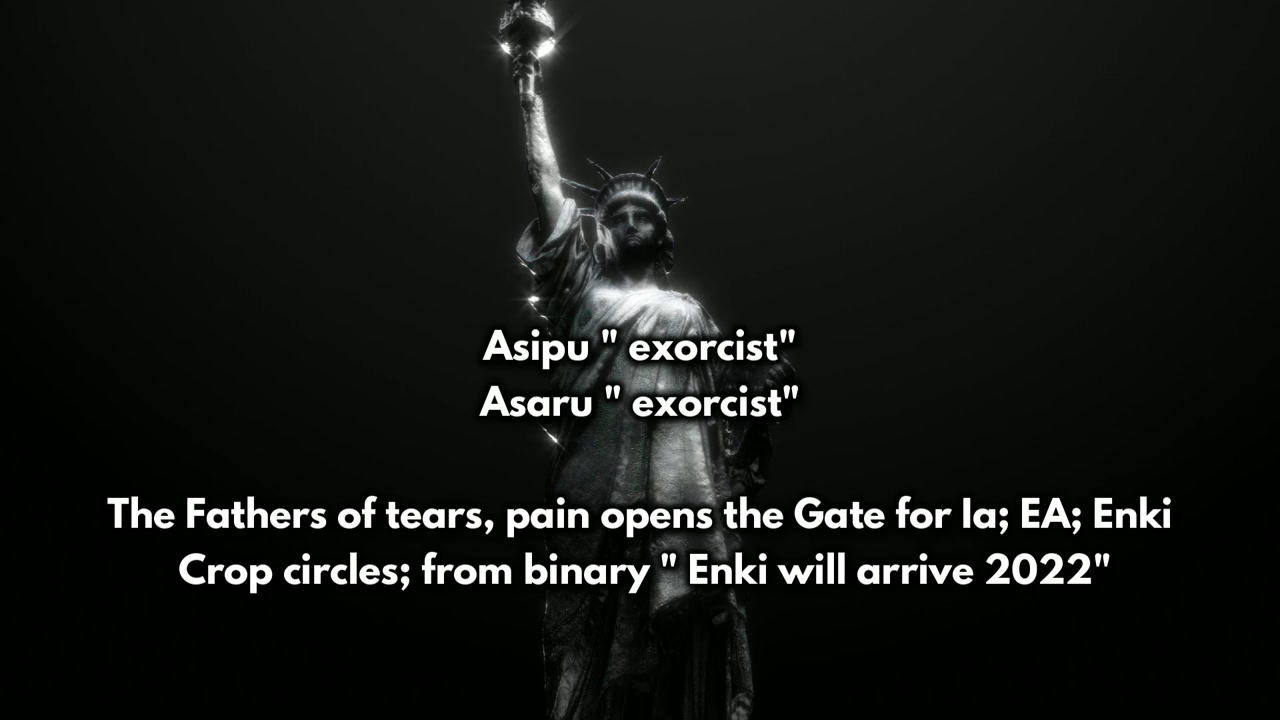 Asipu " exorcist"
Asaru " exorcist"
The Fathers of tears, pain opens the Gate for Ia; EA; Enki
Crop circles; from binary " Enki will arrive 2022"